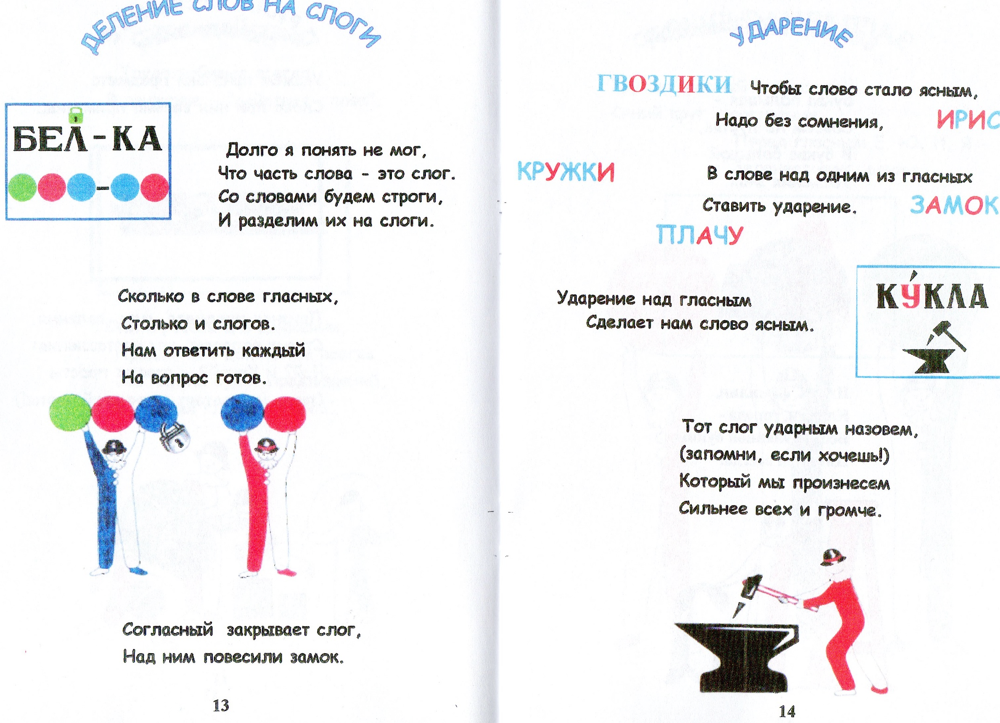 ДЕЛЕНИЕ СЛОВ НА СЛОГИ
БЕЛ-КА
Долго я понять не мог,
Что часть слова - это слог.
Со словами будем строги,
И разделим их на слоги.
Сколько в слове гласных,
Столько и слогов.
Нам ответить каждый
На вопрос готов.
Согласный закрывает слог,
Над ним повесили замок.
13
УДАРЕНИЕ
ГВОЗДИКИ
Чтобы слово стало ясным,
Надо без сомнения,
ИРИС
КРУЖКИ
В слове над одним из гласных
Ставить ударение.
ЗАМОК
ПЛАЧУ
Ударение над гласным
Сделает нам слово ясным.
КУ́КЛА
Тот слог ударным назовем,
(запомни, если хочешь!)
Который мы произнесем
Сильнее всех и громче.
14